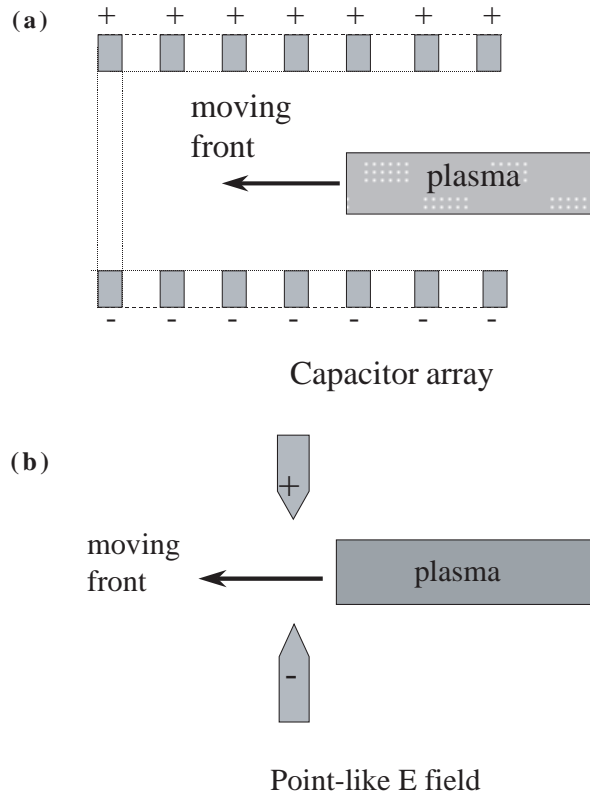 (a)
+ + + + + + +
moving
front
plasma
- - - - - - -
Capacitor array
(b)
+
moving
front
plasma
-
Point-like E field